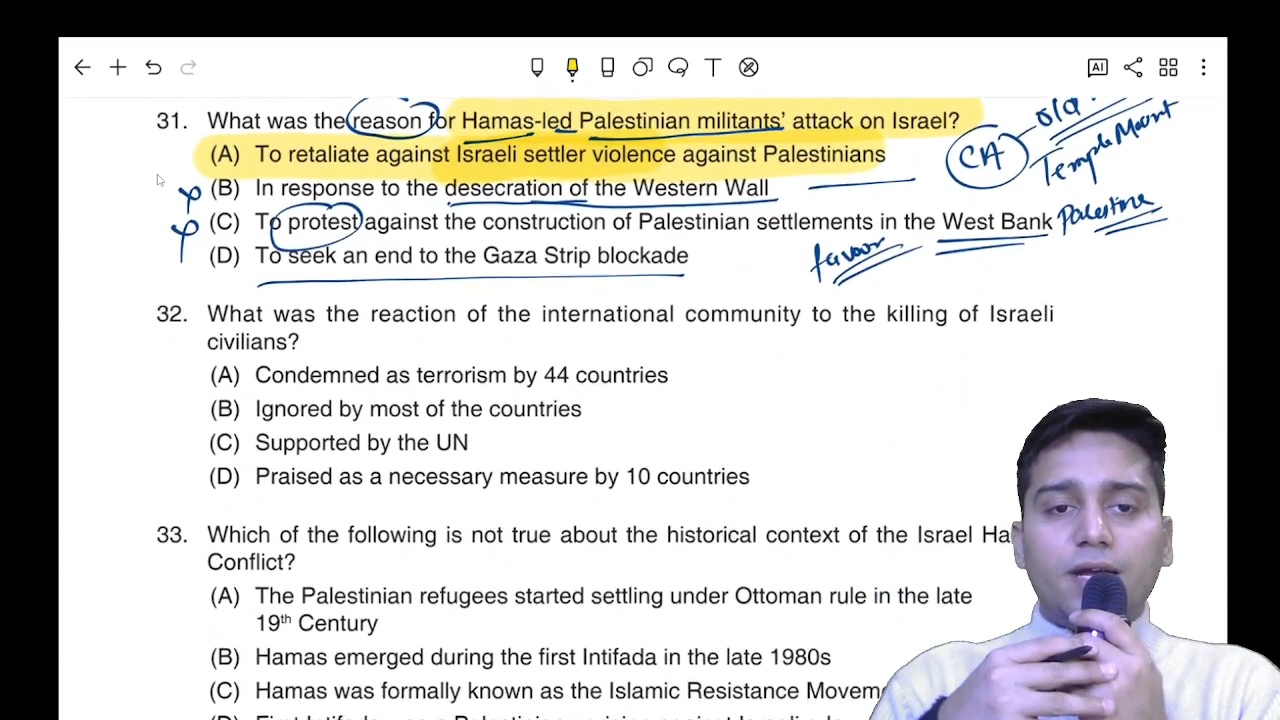 AI
T
31. What was the reason for Hamas-led Palestinian militants' attack on Israel?
(A) To retaliate against Israeli settler violence against Palestinians
(B) In response to the desecration of the Western Wall
(C) To protest against the construction of Palestinian settlements in the West Bank
(D) To seek an end to the Gaza Strip blockade
CA
Temple Mount
Palestine
favour
32. What was the reaction of the international community to the killing of Israeli
civilians?
(A) Condemned as terrorism by 44 countries
(B) Ignored by most of the countries
(C) Supported by the UN
(D) Praised as a necessary measure by 10 countries
33. Which of the following is not true about the historical context of the Israel Ha
Conflict?
(A) The Palestinian refugees started settling under Ottoman rule in the late
19th Century
(B) Hamas emerged during the first Intifada in the late 1980s
(C) Hamas was formally known as the Islamic Resistance Movem